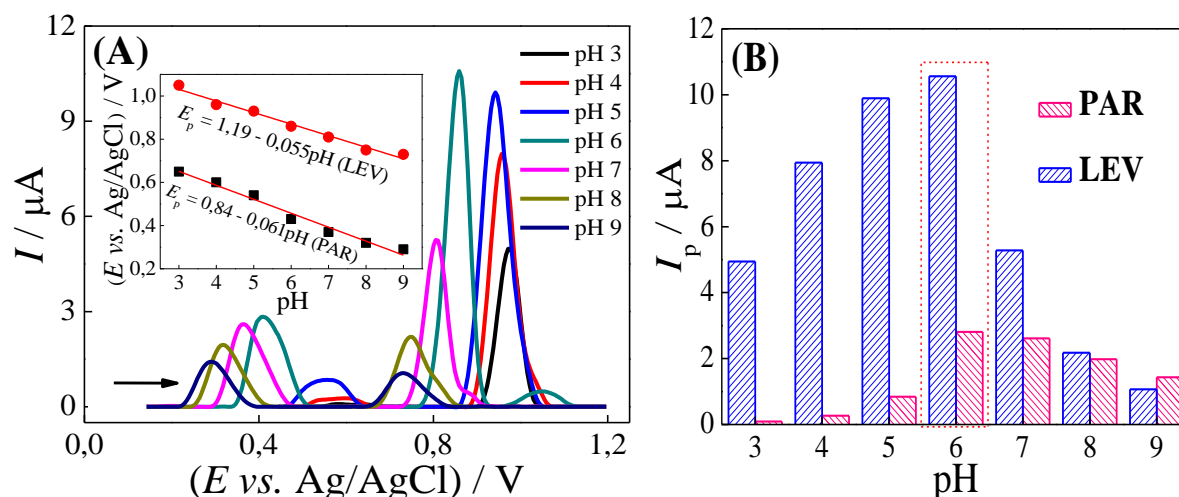 (A)
12
9
6
3
0
I / μA
0,0
0,4
0,8
1,2
(E vs. Ag/AgCl) / V
pH 3
pH 4
pH 5
pH 6
pH 7
pH 8
pH 9
1,0
0,8
0,6
0,4
0,2
(E vs. Ag/AgCl) / V
Ep = 1,19 - 0,055pH (LEV)
Ep = 0,84 - 0,061pH (PAR)
3 4 5 6 7 8 9
pH
(B)
12
10
8
6
4
2
0
Ip / μA
PAR
LEV
3 4 5 6 7 8 9
pH